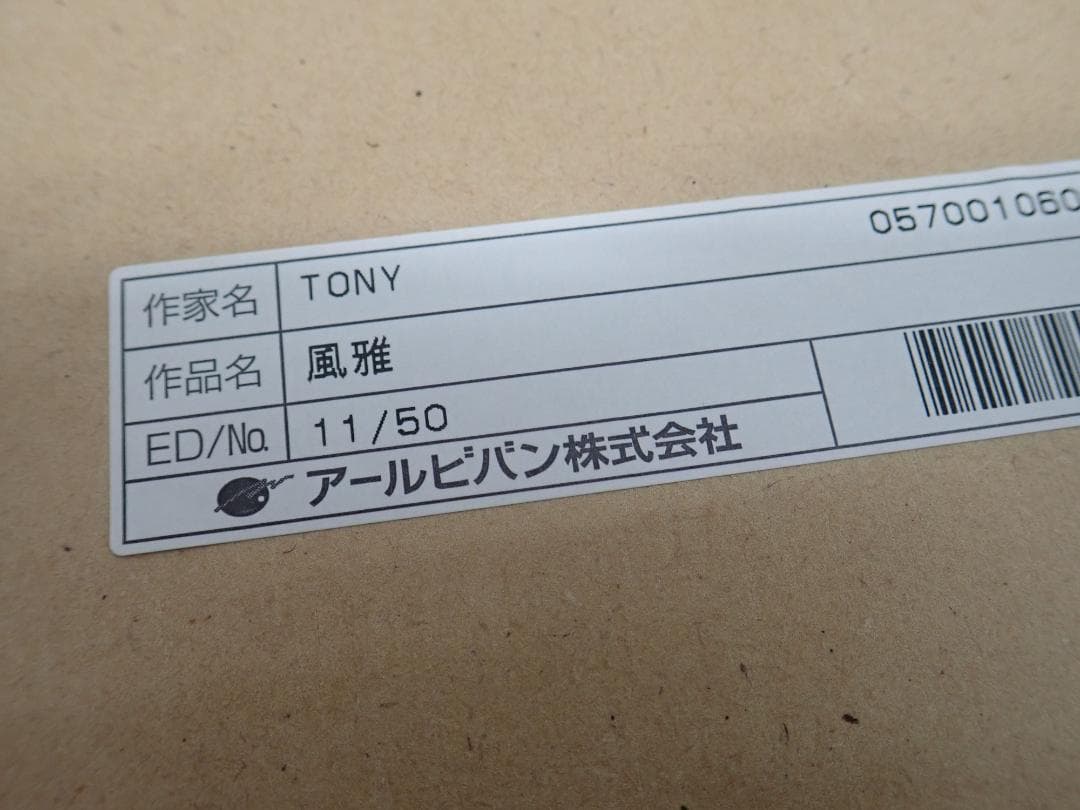 057001060
作家名 TONY
作品名 風雅
ED/No. 11/50
アールビバン株式会社